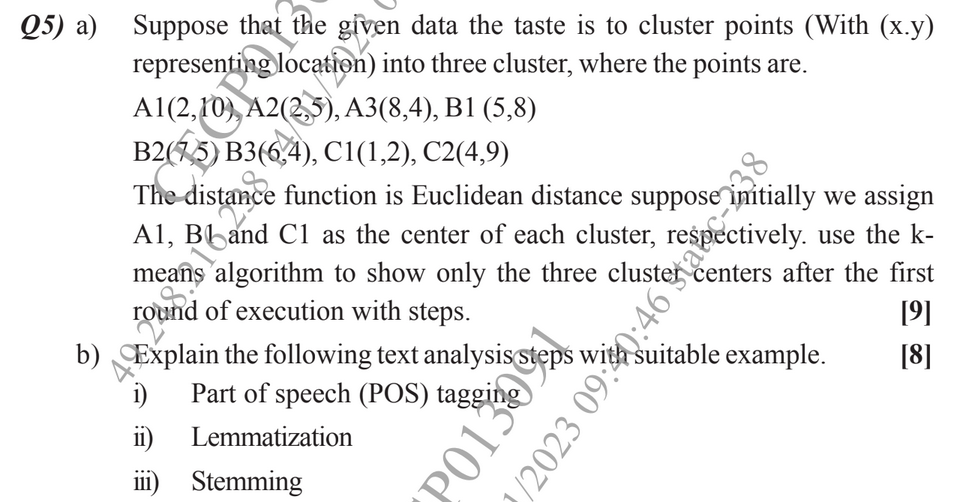 Q5) a) Suppose that the given data the taste is to cluster points (With (x.y)
representing location) into three cluster, where the points are.
A1(2,10), A2(2,5), A3(8,4), B1 (5,8)
B2(7,5) B3(6,4), C1(1,2), C2(4,9)
The distance function is Euclidean distance suppose initially we assign
A1, B1 and C1 as the center of each cluster, respectively. use the k-
means algorithm to show only the three cluster centers after the first
round of execution with steps. [9]
b) Explain the following text analysis steps with suitable example. [8]
i) Part of speech (POS) tagging
ii) Lemmatization
iii) Stemming
49.248.216.238 14/01/2023 0
static-238
/2023 09:40:46
P013091
CEGP013